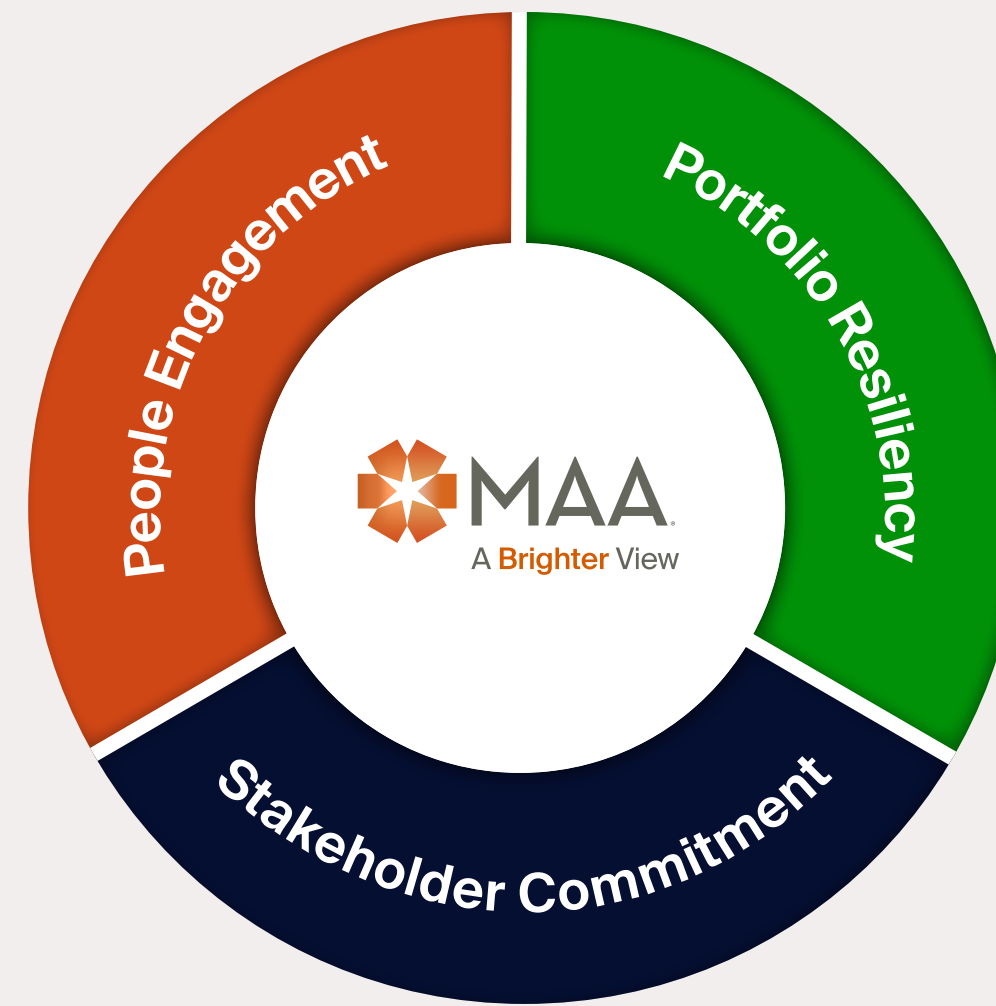 People Engagement
Portfolio Resiliency
MAA
A Brighter View
Stakeholder Commitment